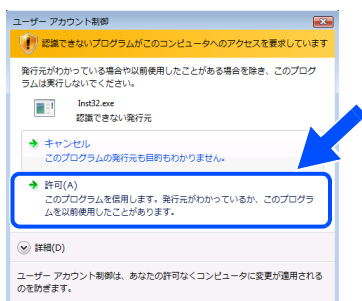 ユーザー アカウント制御
認識できないプログラムがこのコンピュータへのアクセスを要求しています
発行元がわかっている場合や以前使用したことがある場合を除き、このプログ
ラムは実行しないでください。
Inst32.exe
認識できない発行元
キャンセル
このプログラムの発行元も目的もわかりません。
許可(A)
このプログラムを信用します。発行元がわかっているか、このプログラ
ムを以前使用したことがあります。
詳細(D)
ユーザー アカウント制御は、あなたの許可なくコンピュータに変更が適用される
のを防ぎます。